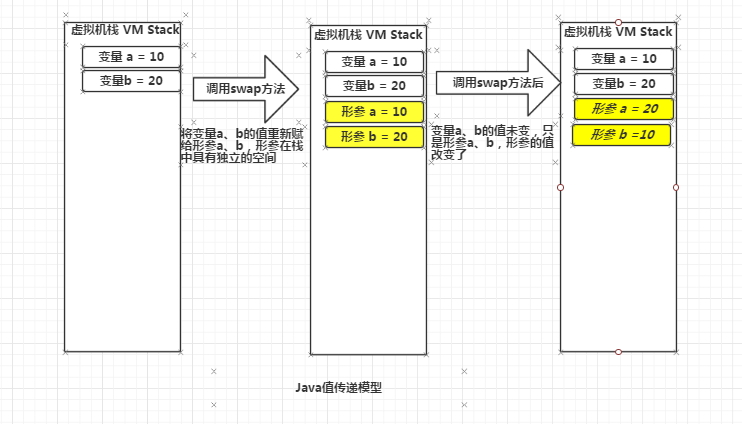 虚拟机栈 VM Stack
变量 a = 10
变量b = 20
调用swap方法
将变量a、b的值重新赋
给形参a、b，形参在栈
中具有独立的空间
虚拟机栈 VM Stack
变量 a = 10
变量b = 20
形参 a = 10
形参 b = 20
调用swap方法后
变量a、b的值未变，只
是形参a、b，形参的值
改变了
虚拟机栈 VM Stack
变量 a = 10
变量b = 20
形参 a = 20
形参 b =10
Java值传递模型